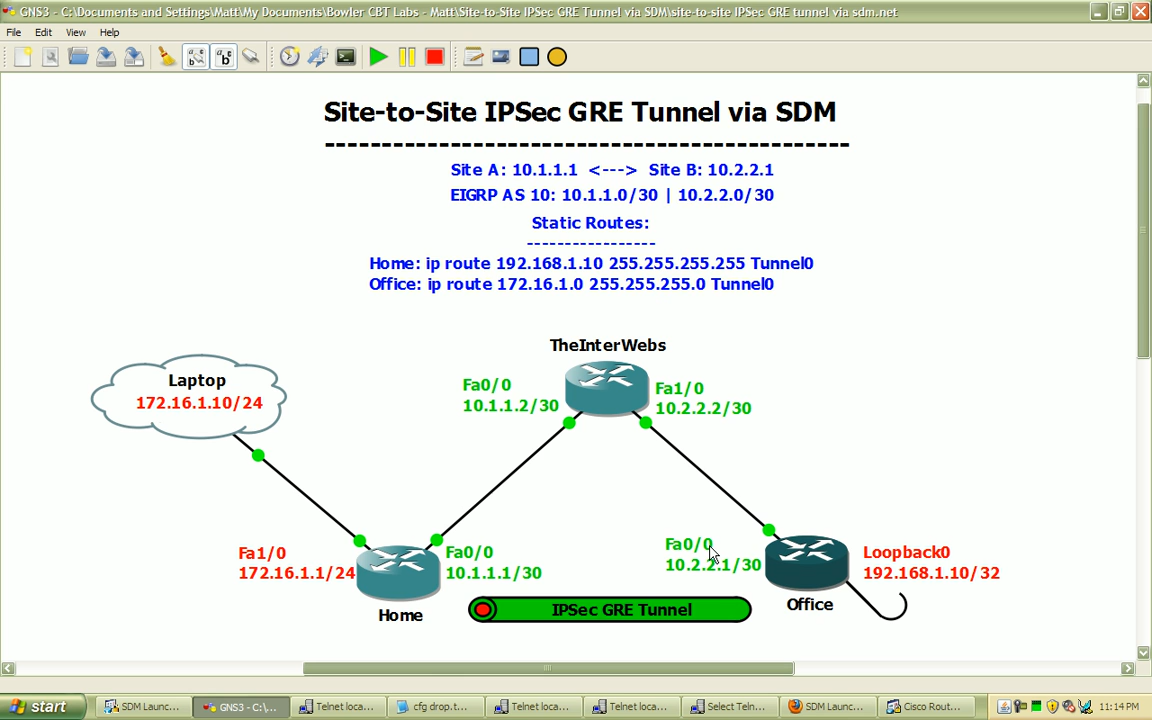 GNS3 - C:\Documents and Settings\Matt\My Documents\Bowler CBT Labs - Matt\Site-to-Site IPSec GRE Tunnel via SDM\site-to-site IPSec GRE tunnel via sdm.net
File Edit View Help
Site-to-Site IPSec GRE Tunnel via SDM
-----------------------------------------
Site A: 10.1.1.1 <---> Site B: 10.2.2.1
EIGRP AS 10: 10.1.1.0/30 | 10.2.2.0/30
Static Routes:
-----------------
Home: ip route 192.168.1.10 255.255.255.255 Tunnel0
Office: ip route 172.16.1.0 255.255.255.0 Tunnel0
TheInterWebs
Laptop
172.16.1.10/24
Fa0/0
10.1.1.2/30
Fa1/0
10.2.2.2/30
Fa1/0
172.16.1.1/24
Fa0/0
10.1.1.1/30
Fa0/0
10.2.2.1/30
Loopback0
192.168.1.10/32
Home
IPSec GRE Tunnel
Office
start SDM Launc... GNS3 - C:\... Telnet loca... cfg drop.t... Telnet loca... Telnet loca... Select Teln... SDM Launc... Cisco Rout... 11:14 PM